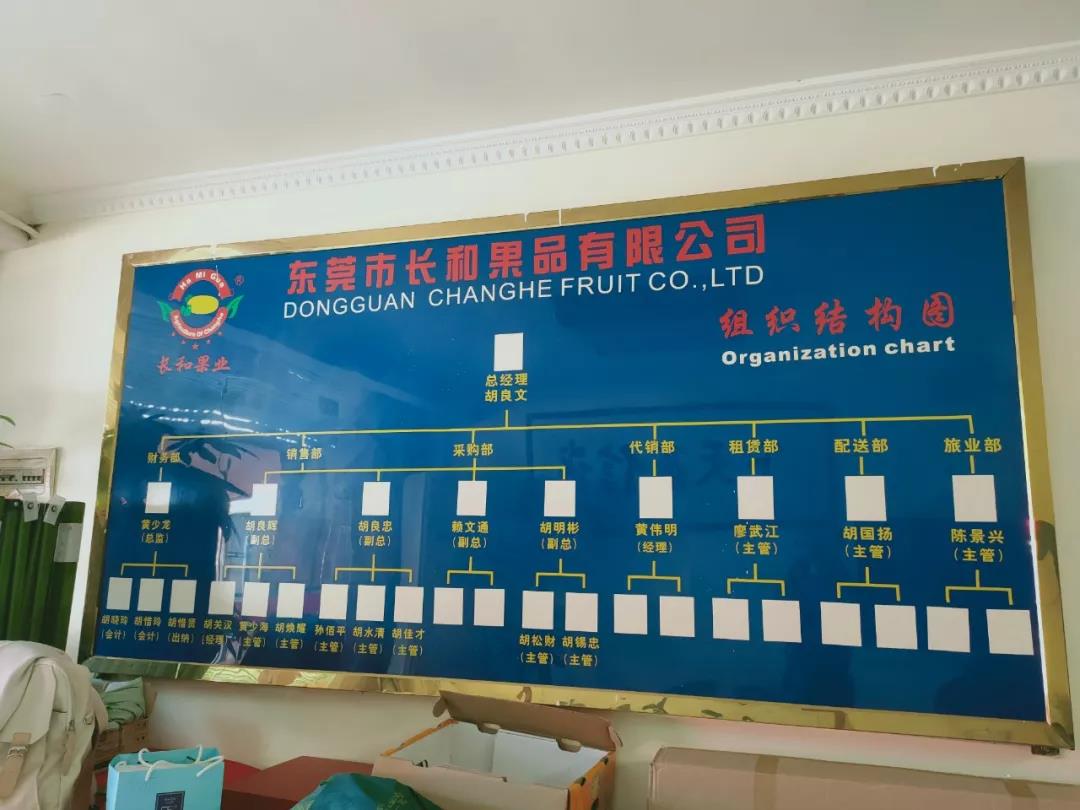 东莞市长和果品有限公司
DONGGUAN CHANGHE FRUIT CO.,LTD
Ha Mi Gua
®
长和果业
组织结构图
Organization chart
总经理
胡良文
财务部 销售部 采购部 代销部 租赁部 配送部 旅业部
黄少龙 胡良辉 胡良忠 赖文通 胡明彬 黄伟明 廖武江 胡国扬 陈景兴
(总监) (副总) (副总) (副总) (副总) (经理) (主管) (主管) (主管)
胡晓玲 胡惜玲 胡惜贤 胡关汉 黄少海 胡焕耀 孙佰平 胡水清 胡佳才 胡松财 胡锡忠
(会计) (会计) (出纳) (经理) (主管) (主管) (主管) (主管) (主管) (主管) (主管)